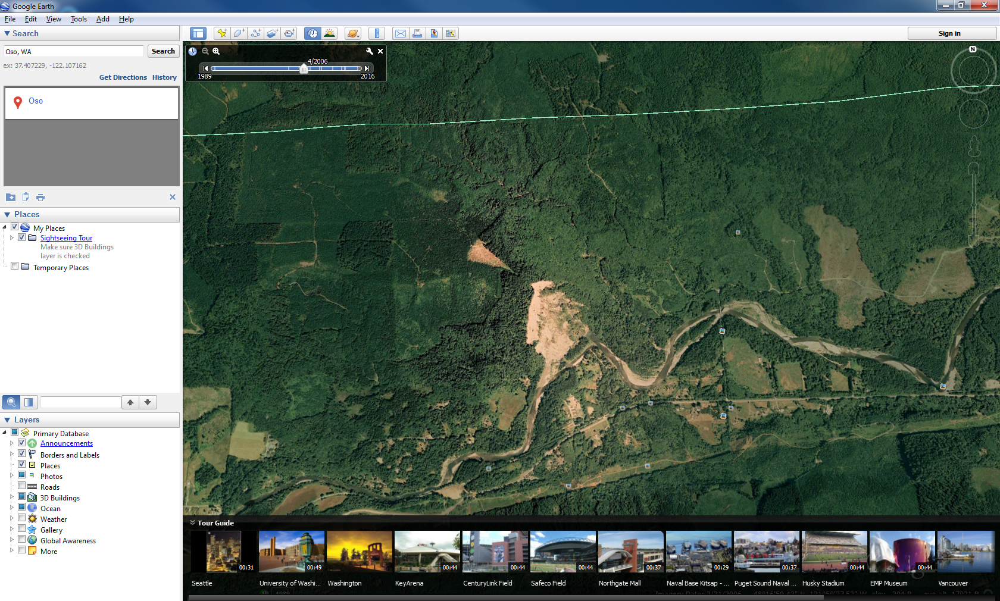 Google Earth
File Edit View Tools Add Help
Search
Oso, WA
Search
ex: 37.407229, -122.107162
Get Directions History
Oso
Places
My Places
Sightseeing Tour
Make sure 3D Buildings
layer is checked
Temporary Places
Layers
Primary Database
Announcements
Borders and Labels
Places
Photos
Roads
3D Buildings
Ocean
Weather
Gallery
Global Awareness
More
Sign in
4/2006
1989 2016
N
Tour Guide
00:31 00:49 00:44 00:44 00:44 00:37 00:29 00:37 00:44 00:44
Seattle University of Washi... Washington KeyArena CenturyLink Field Safeco Field Northgate Mall Naval Base Kitsap - ... Puget Sound Naval ... Husky Stadium EMP Museum Vancouver
1989